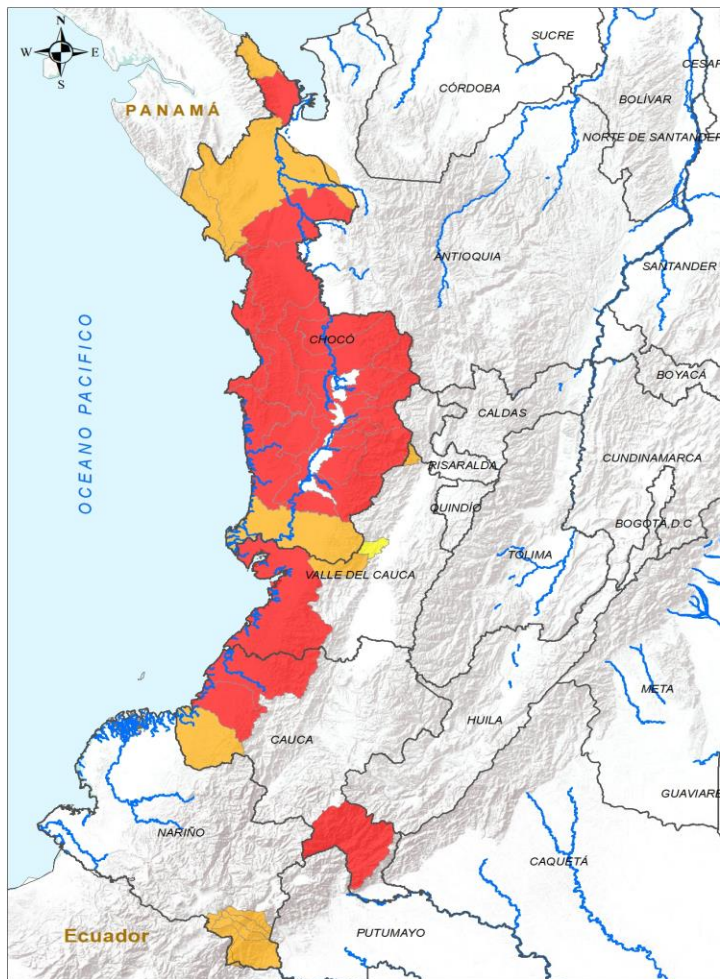 N
W E
S
SUCRE
CESAR
CÓRDOBA
BOLÍVAR
PANAMÁ
NORTE DE SANTANDER
ANTIOQUIA
SANTANDER
OCEANO PACIFICO
CHOCÓ
BOYACÁ
CALDAS
CUNDINAMARCA
RISARALDA
QUINDÍO
BOGOTÁ, D.C
TOLIMA
VALLE DEL CAUCA
META
HUILA
CAUCA
GUAVIARE
NARIÑO
CAQUETÁ
PUTUMAYO
Ecuador